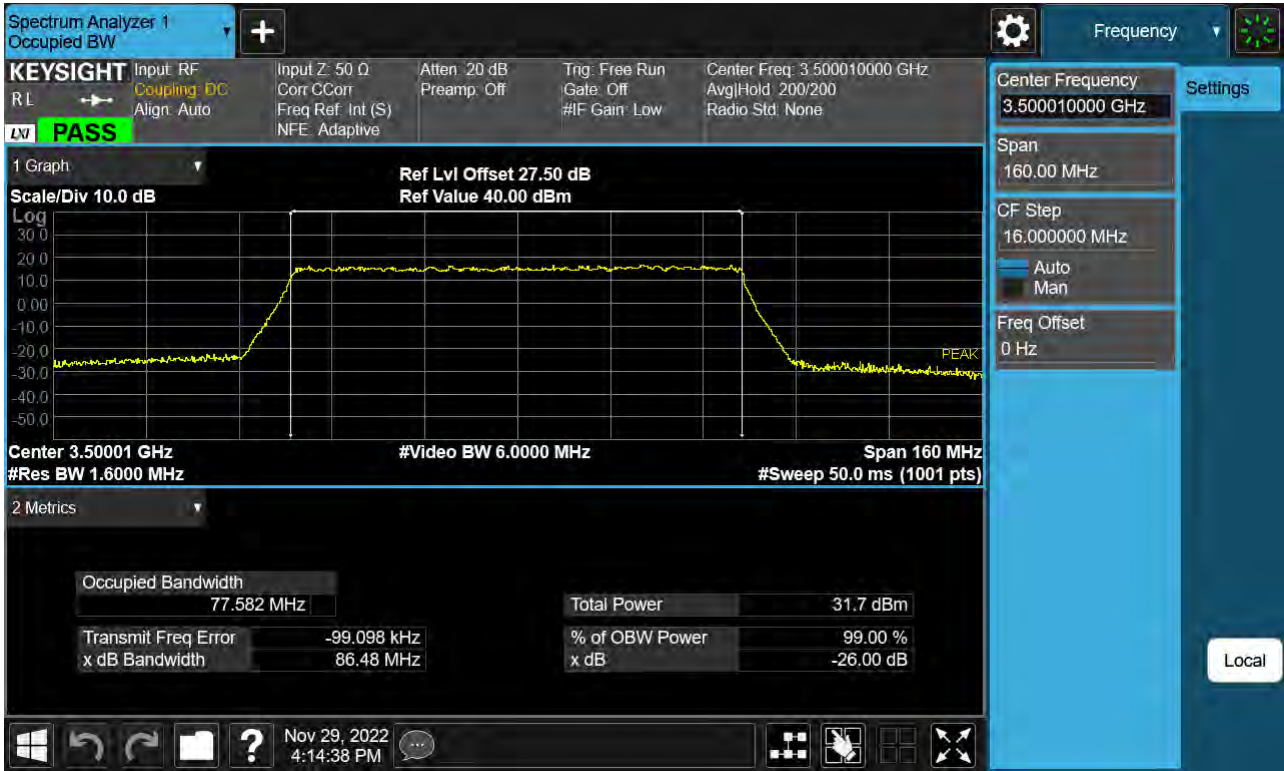 Spectrum Analyzer 1
Occupied BW
+
Frequency
KEYSIGHT
R L
LXI
PASS
Input: RF
Coupling: DC
Align: Auto
Input Z: 50 Ω
Corr CCorr
Freq Ref: Int (S)
NFE: Adaptive
Atten: 20 dB
Preamp: Off
Trig: Free Run
Gate: Off
#IF Gain: Low
Center Freq: 3.500010000 GHz
Avg|Hold: 200/200
Radio Std: None
Center Frequency
3.500010000 GHz
Settings
Span
160.00 MHz
CF Step
16.000000 MHz
Auto
Man
Freq Offset
0 Hz
Local
1 Graph
Scale/Div 10.0 dB
Ref Lvl Offset 27.50 dB
Ref Value 40.00 dBm
Log
30.0
20.0
10.0
0.00
-10.0
-20.0
-30.0
-40.0
-50.0
PEAK
Center 3.50001 GHz
#Video BW 6.0000 MHz
Span 160 MHz
#Res BW 1.6000 MHz
#Sweep 50.0 ms (1001 pts)
2 Metrics
Occupied Bandwidth
77.582 MHz
Total Power 31.7 dBm
Transmit Freq Error -99.098 kHz
% of OBW Power 99.00 %
x dB Bandwidth 86.48 MHz
x dB -26.00 dB
?
Nov 29, 2022
4:14:38 PM